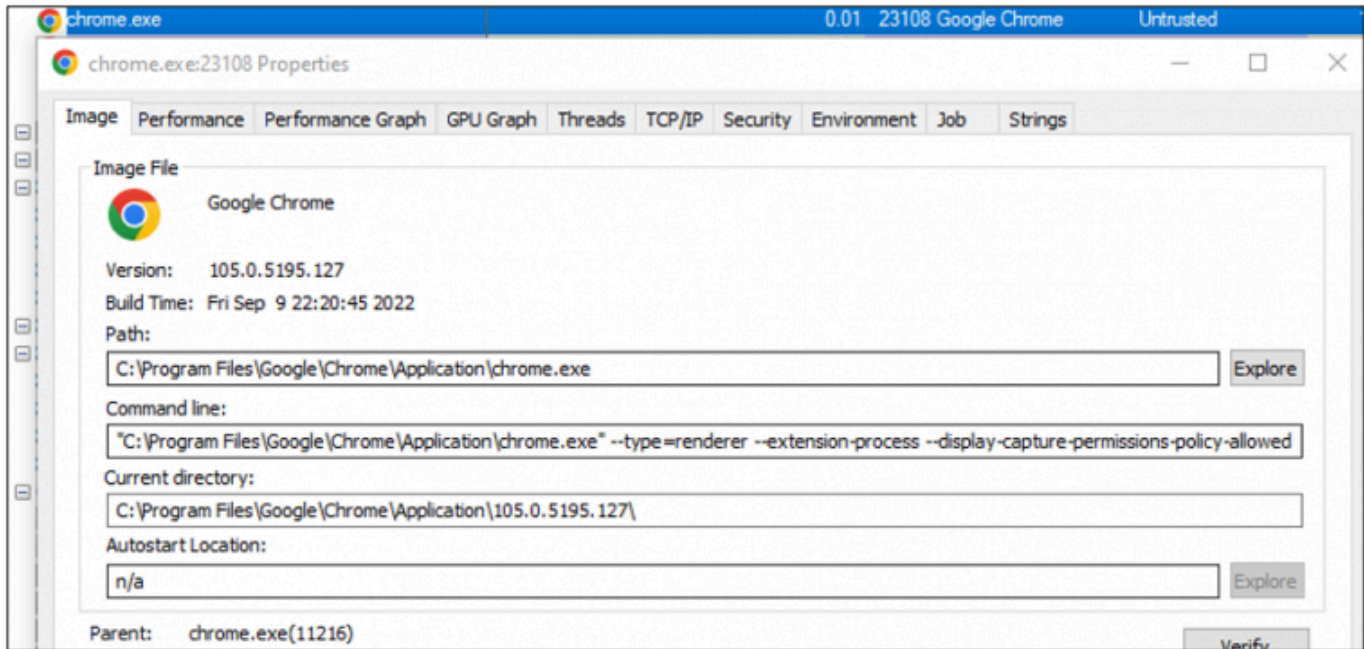 chrome.exe 0.01 23108 Google Chrome Untrusted
chrome.exe:23108 Properties
Image Performance Performance Graph GPU Graph Threads TCP/IP Security Environment Job Strings
Image File
Google Chrome
Version: 105.0.5195.127
Build Time: Fri Sep 9 22:20:45 2022
Path:
C:\Program Files\Google\Chrome\Application\chrome.exe Explore
Command line:
"C:\Program Files\Google\Chrome\Application\chrome.exe" --type=renderer --extension-process --display-capture-permissions-policy-allowed
Current directory:
C:\Program Files\Google\Chrome\Application\105.0.5195.127\
Autostart Location:
n/a Explore
Parent: chrome.exe(11216) Verify